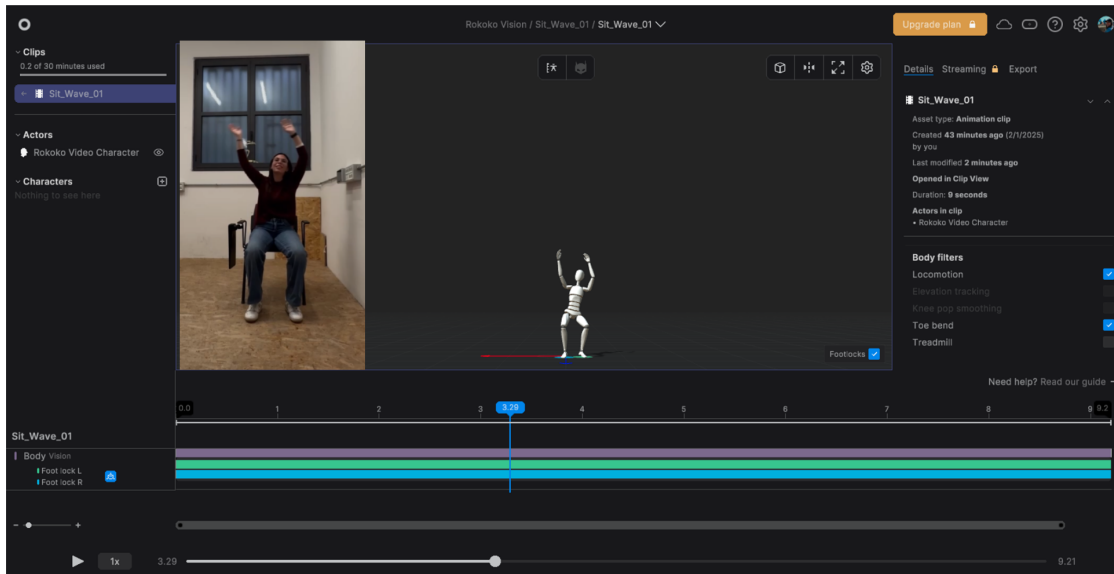 Rokoko Vision / Sit_Wave_01 / Sit_Wave_01
Upgrade plan
Clips
0.2 of 30 minutes used
Sit_Wave_01
Actors
Rokoko Video Character
Characters
Nothing to see here
Details Streaming Export
Sit_Wave_01
Asset type: Animation clip
Created 43 minutes ago (2/1/2025)
by you
Last modified 2 minutes ago
Opened in Clip View
Duration: 9 seconds
Actors in clip
• Rokoko Video Character
Body filters
Locomotion
Elevation tracking
Knee pop smoothing
Toe bend
Treadmill
Footlocks
Need help? Read our guide
0.0 1 2 3 3.29 4 5 6 7 8 9 9.2
Sit_Wave_01
Body Vision
Foot lock L
Foot lock R
- +
1x 3.29 9.21